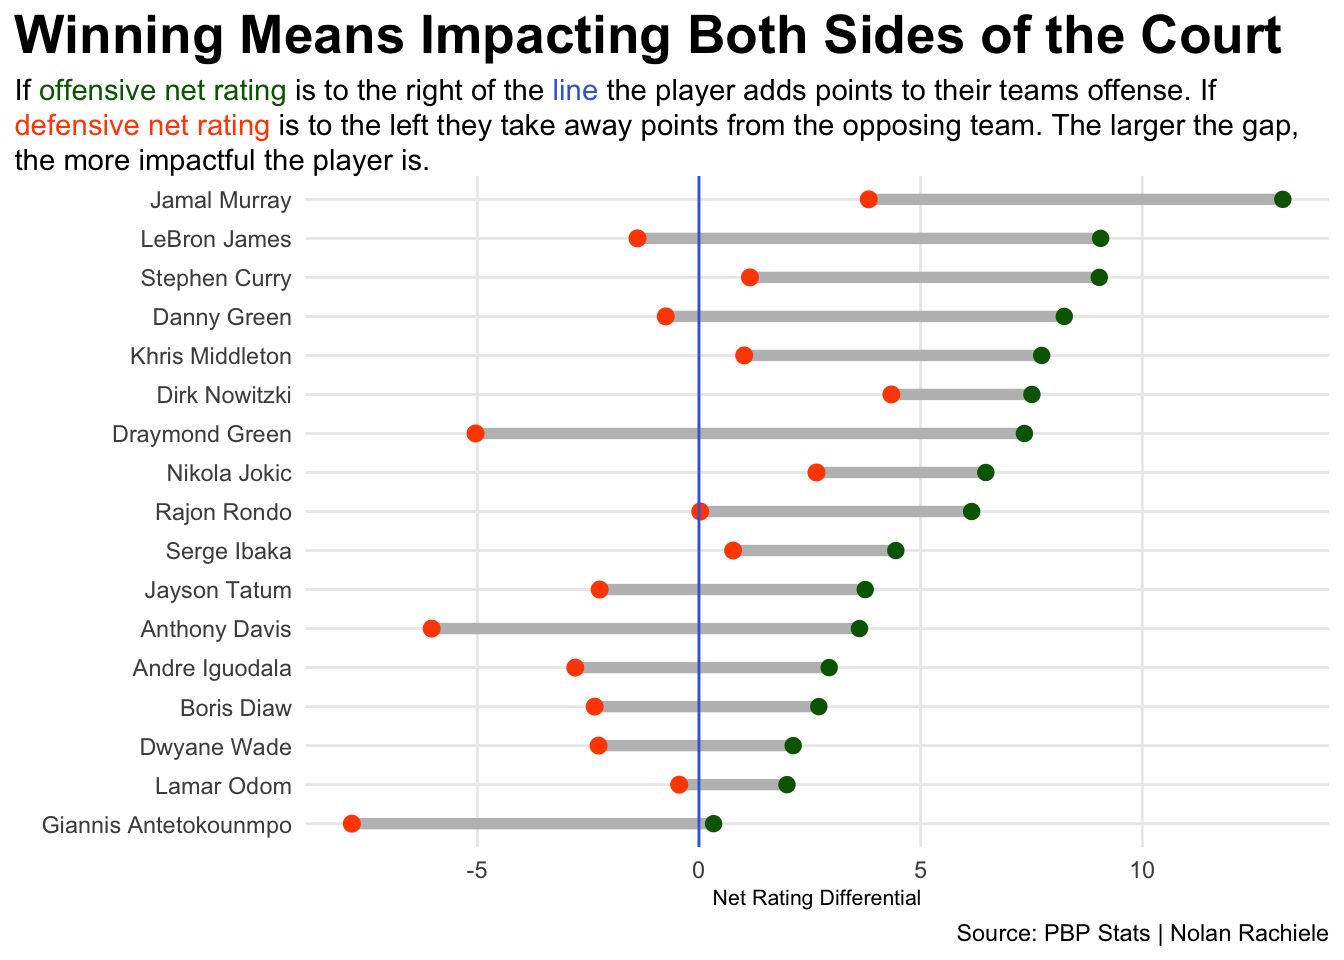 Winning Means Impacting Both Sides of the Court
If offensive net rating is to the right of the line the player adds points to their teams offense. If
defensive net rating is to the left they take away points from the opposing team. The larger the gap,
the more impactful the player is.
Jamal Murray
LeBron James
Stephen Curry
Danny Green
Khris Middleton
Dirk Nowitzki
Draymond Green
Nikola Jokic
Rajon Rondo
Serge Ibaka
Jayson Tatum
Anthony Davis
Andre Iguodala
Boris Diaw
Dwyane Wade
Lamar Odom
Giannis Antetokounmpo
-5 0 5 10
Net Rating Differential
Source: PBP Stats | Nolan Rachiele